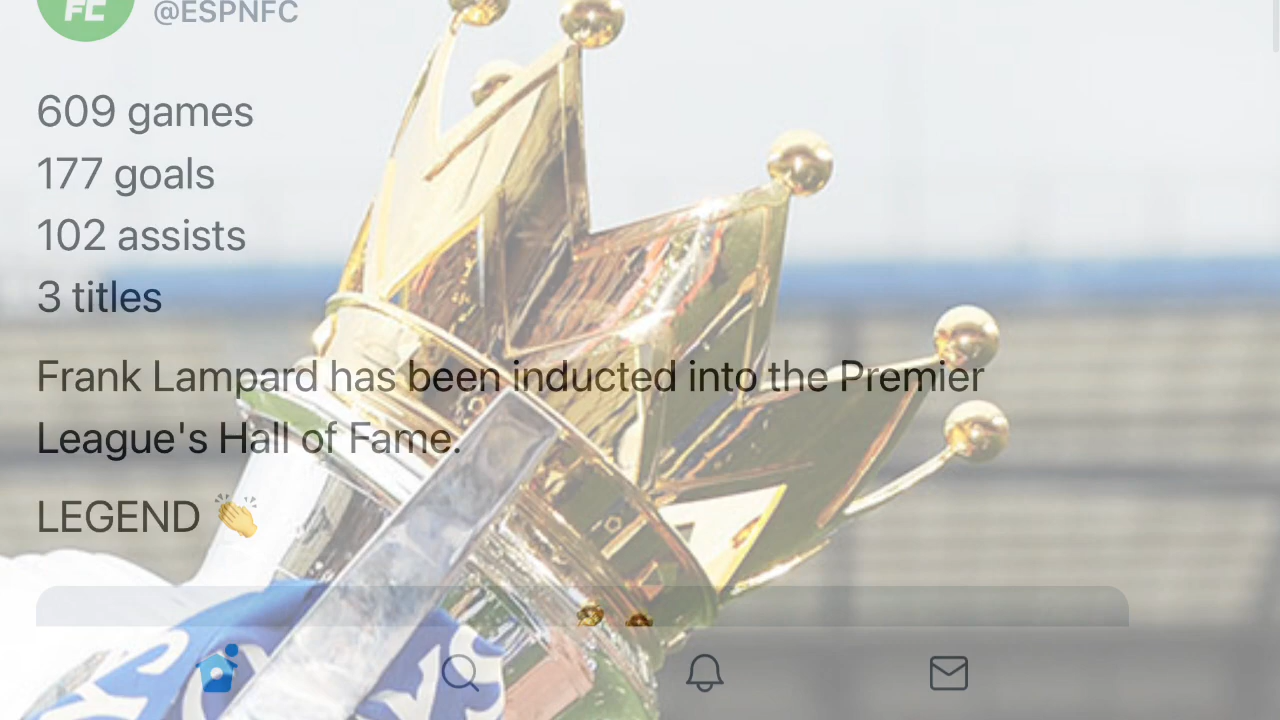 FC
@ESPNFC
609 games
177 goals
102 assists
3 titles
Frank Lampard has been inducted into the Premier
League's Hall of Fame.
LEGEND 👏